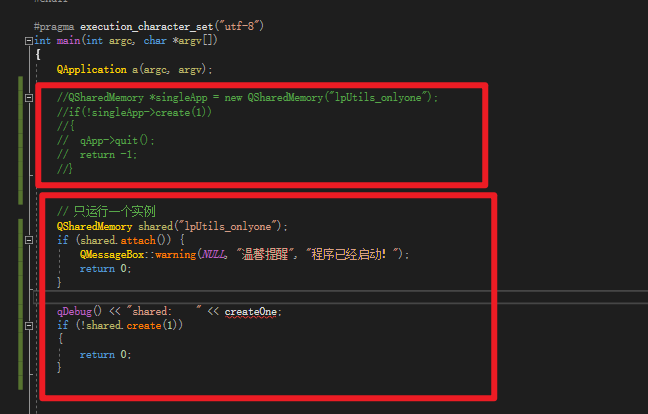 #pragma execution_character_set("utf-8")
int main(int argc, char *argv[])
{
QApplication a(argc, argv);
//QSharedMemory *singleApp = new QSharedMemory("lpUtils_onlyone");
//if(!singleApp->create(1))
//{
// qApp->quit();
// return -1;
//}
// 只运行一个实例
QSharedMemory shared("lpUtils_onlyone");
if (shared.attach()) {
QMessageBox::warning(NULL, "温馨提醒", "程序已经启动! ");
return 0;
}
qDebug() << "shared:    " << createOne;
if (!shared.create(1))
{
return 0;
}